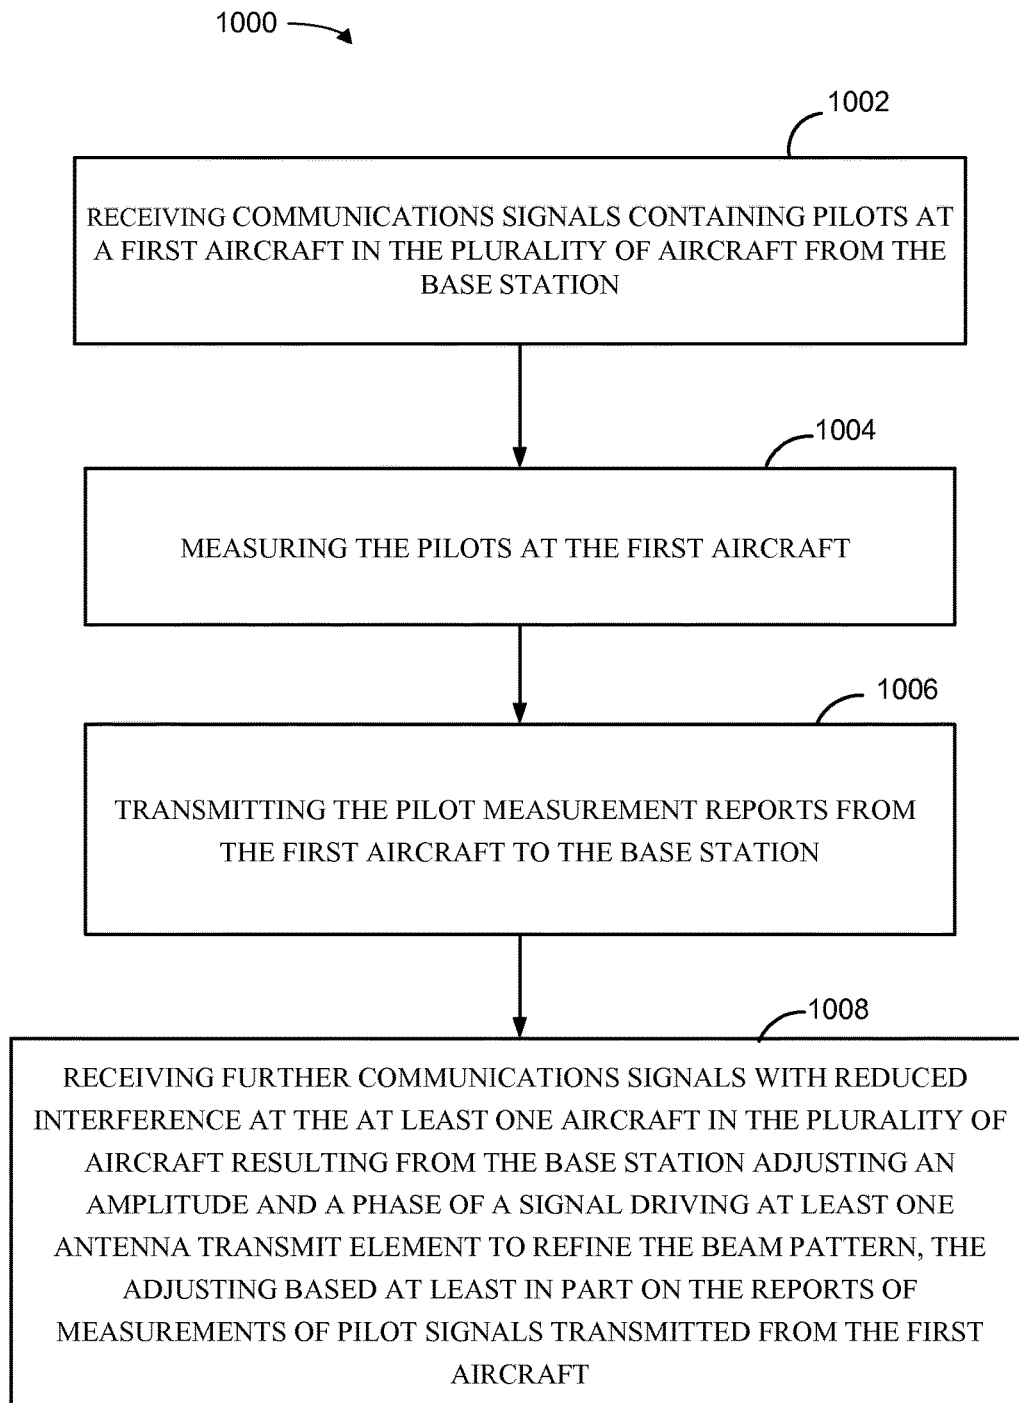 1000
1002
RECEIVING COMMUNICATIONS SIGNALS CONTAINING PILOTS AT
A FIRST AIRCRAFT IN THE PLURALITY OF AIRCRAFT FROM THE
BASE STATION
1004
MEASURING THE PILOTS AT THE FIRST AIRCRAFT
1006
TRANSMITTING THE PILOT MEASUREMENT REPORTS FROM
THE FIRST AIRCRAFT TO THE BASE STATION
1008
RECEIVING FURTHER COMMUNICATIONS SIGNALS WITH REDUCED
INTERFERENCE AT THE AT LEAST ONE AIRCRAFT IN THE PLURALITY OF
AIRCRAFT RESULTING FROM THE BASE STATION ADJUSTING AN
AMPLITUDE AND A PHASE OF A SIGNAL DRIVING AT LEAST ONE
ANTENNA TRANSMIT ELEMENT TO REFINE THE BEAM PATTERN, THE
ADJUSTING BASED AT LEAST IN PART ON THE REPORTS OF
MEASUREMENTS OF PILOT SIGNALS TRANSMITTED FROM THE FIRST
AIRCRAFT